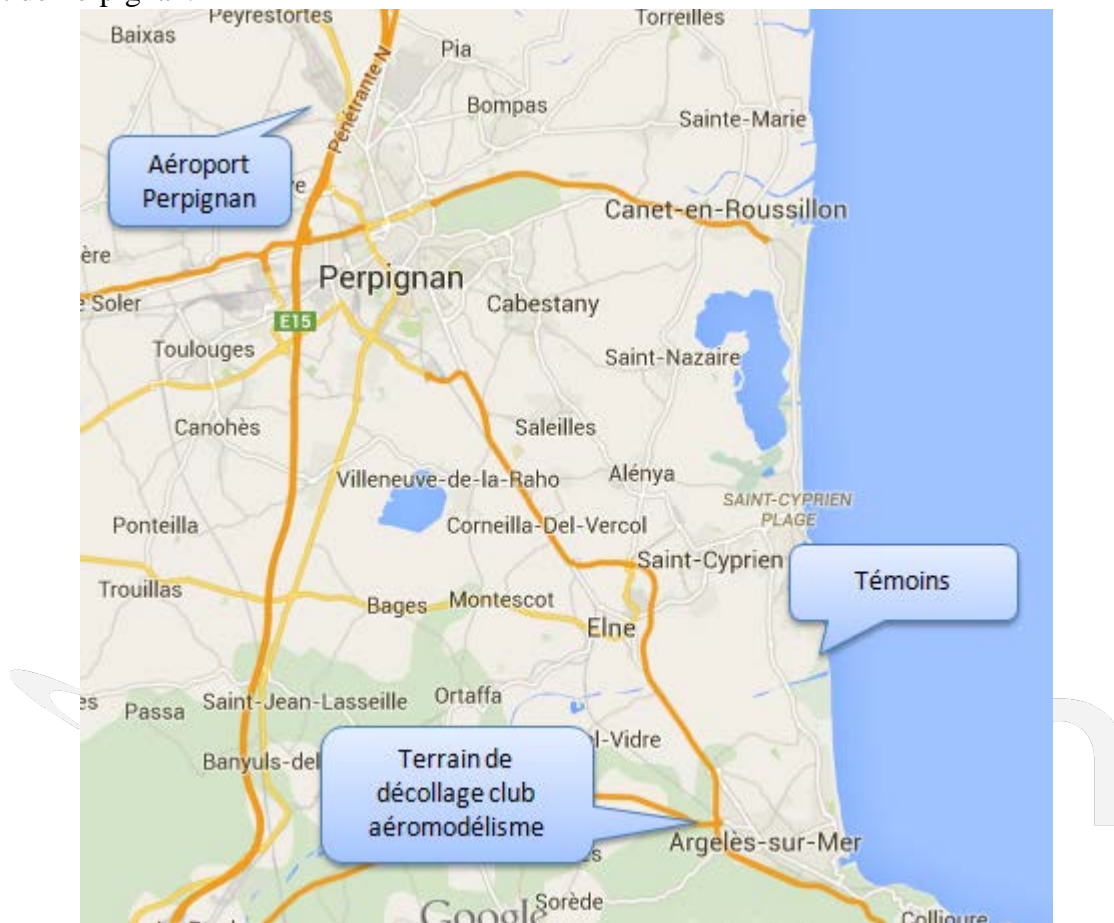 Peyrestortes
Torreilles
Baixas
Pia
Pénétrante N
Bompas
Sainte-Marie
Aéroport
Perpignan
Canet-en-Roussillon
Perpignan
Soler
Cabestany
E15
Toulouges
Saint-Nazaire
Canohès
Saleilles
Villeneuve-de-la-Raho
Alénya
SAINT-CYPRIEN
PLAGE
Ponteilla
Corneilla-Del-Vercol
Saint-Cyprien
Témoins
Trouillas
Bages
Montescot
Elne
Passa
Saint-Jean-Lasseille
Ortaffa
Banyuls-del
l-Vidre
Terrain de
décollage club
aéromodélisme
Argelès-sur-Mer
Sorède
Google
Collioure